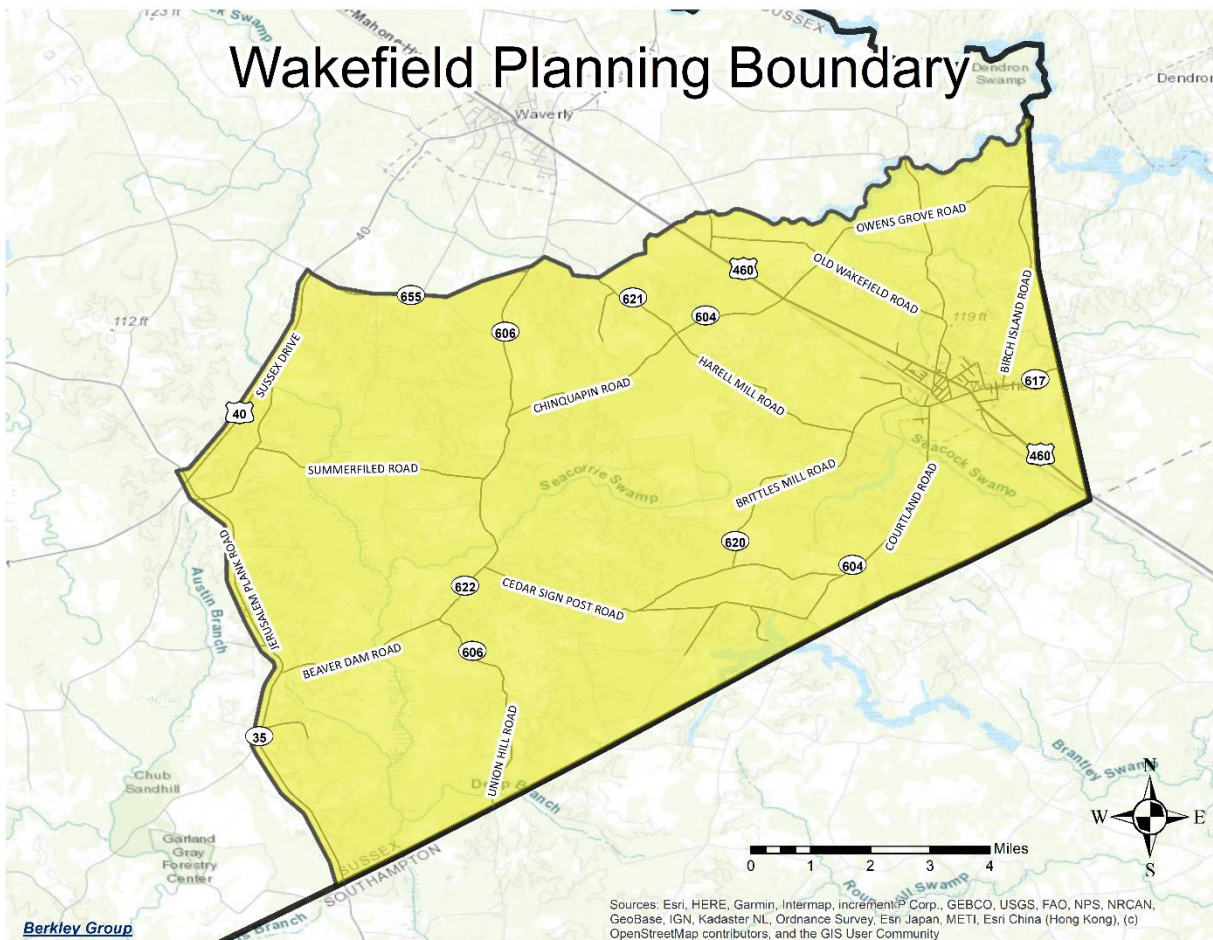 123 ft
SUSSEX
Wakefield Planning Boundary
Dendron
Swamp
Dendron
Waverly
40
OWENS GROVE ROAD
460
OLD WAKEFIELD ROAD
655
621
604
112 ft
606
119 ft
BIRCH ISLAND ROAD
SUSSEX DRIVE
HARELL MILL ROAD
617
CHINQUAPIN ROAD
40
460
SUMMERFILED ROAD
Seacorrie Swamp
BRITTLES MILL ROAD
Seacock Swamp
COURTLAND ROAD
620
JERUSALEM PLANK ROAD
Austin Branch
604
622
CEDAR SIGN POST ROAD
BEAVER DAM ROAD
606
35
UNION HILL ROAD
Deep Branch
Brantley Swamp
Chub
Sandhill
N
W
E
S
Garland
Gray
Forestry
Center
SUSSEX
SOUTHAMPTON
Miles
0 1 2 3 4
Sources: Esri, HERE, Garmin, Intermap, increment P Corp., GEBCO, USGS, FAO, NPS, NRCAN,
GeoBase, IGN, Kadaster NL, Ordnance Survey, Esri Japan, METI, Esri China (Hong Kong), (c)
OpenStreetMap contributors, and the GIS User Community
Berkley Group
Branch